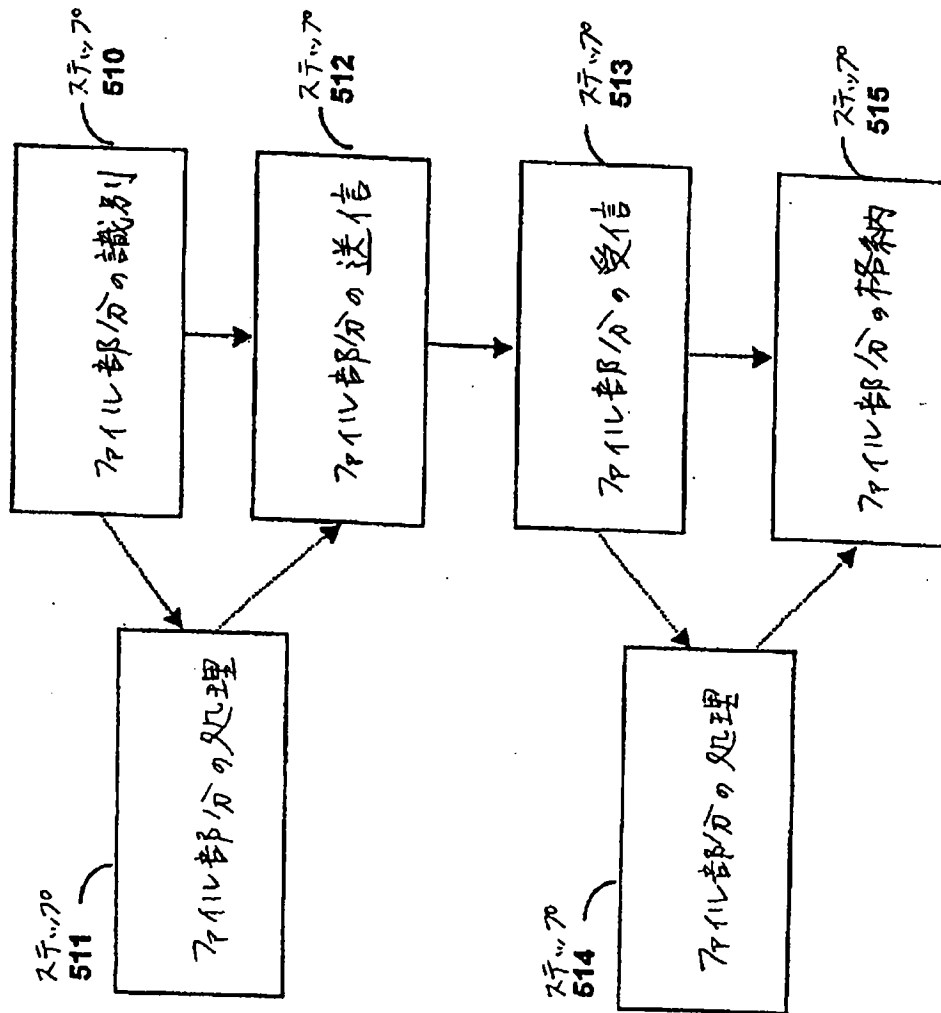 ステップ
510
ファイル部分の識別
ステップ
511
ファイル部分の処理
ステップ
512
ファイル部分の送信
ステップ
513
ファイル部分の受信
ステップ
514
ファイル部分の処理
ステップ
515
ファイル部分の格納